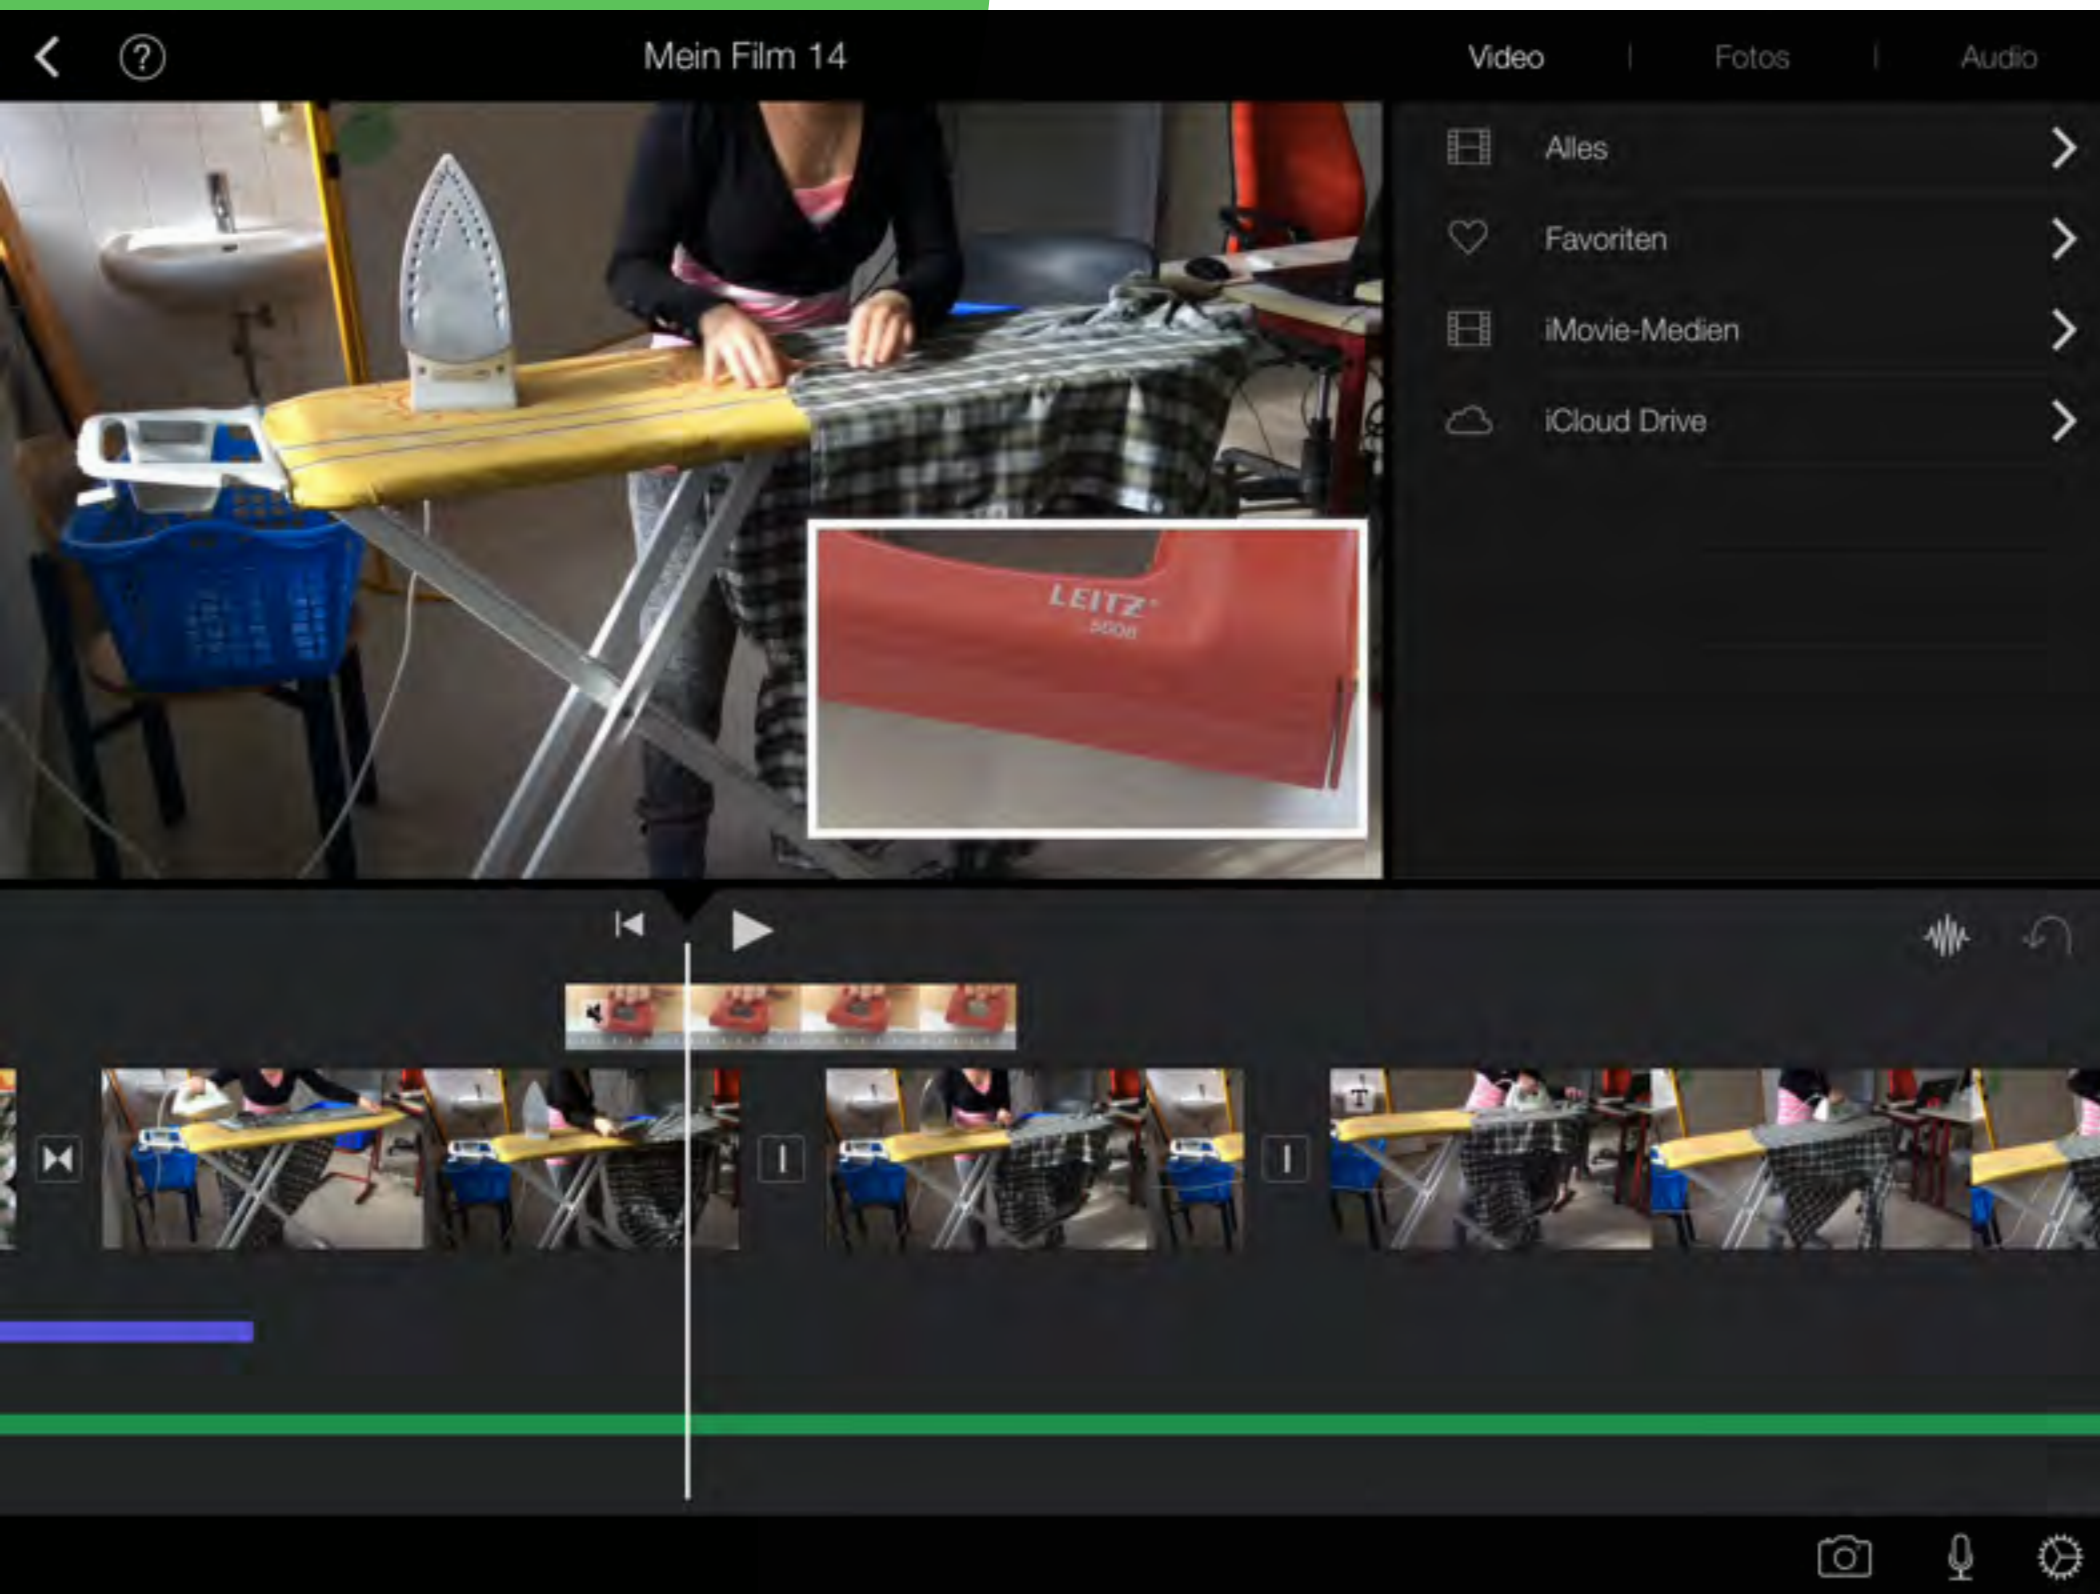 Mein Film 14
Video | Fotos | Audio
Alles
Favoriten
iMovie-Medien
iCloud Drive
LEITZ
T